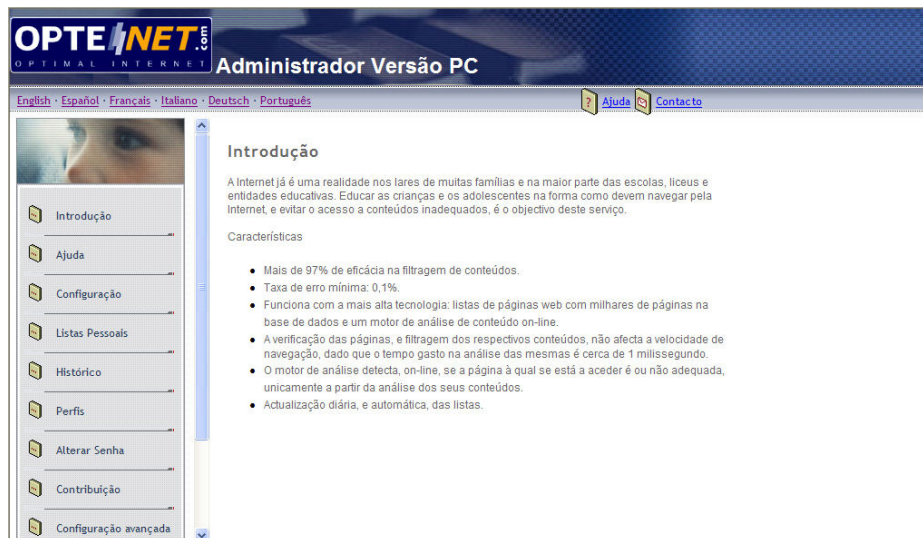 OPTENET.com
OPTIMAL INTERNET
Administrador Versão PC
English · Español · Français · Italiano · Deutsch · Português
Ajuda
Contacto
Introdução
Ajuda
Configuração
Listas Pessoais
Histórico
Perfis
Alterar Senha
Contribuição
Configuração avançada
Introdução
A Internet já é uma realidade nos lares de muitas famílias e na maior parte das escolas, liceus e
entidades educativas. Educar as crianças e os adolescentes na forma como devem navegar pela
Internet, e evitar o acesso a conteúdos inadequados, é o objectivo deste serviço.
Características
Mais de 97% de eficácia na filtragem de conteúdos.
Taxa de erro mínima: 0,1%.
Funciona com a mais alta tecnologia: listas de páginas web com milhares de páginas na
base de dados e um motor de análise de conteúdo on-line.
A verificação das páginas, e filtragem dos respectivos conteúdos, não afecta a velocidade de
navegação, dado que o tempo gasto na análise das mesmas é cerca de 1 milissegundo.
O motor de análise detecta, on-line, se a página à qual se está a aceder é ou não adequada,
unicamente a partir da análise dos seus conteúdos.
Actualização diária, e automática, das listas.